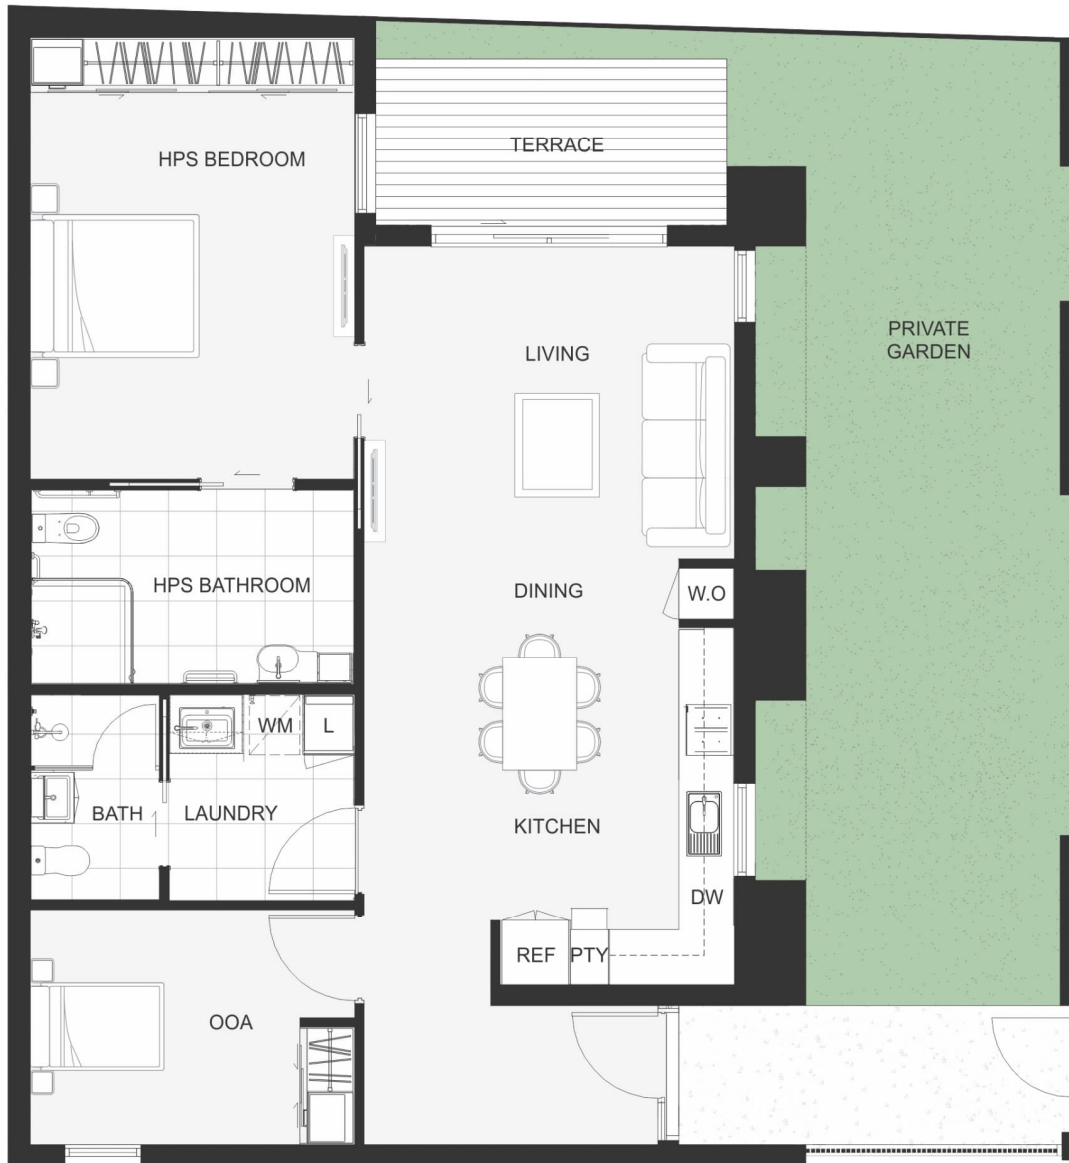 HPS BEDROOM
TERRACE
PRIVATE
GARDEN
LIVING
HPS BATHROOM
DINING
W.O
WM
L
BATH
LAUNDRY
KITCHEN
DW
REF
PTY
OOA